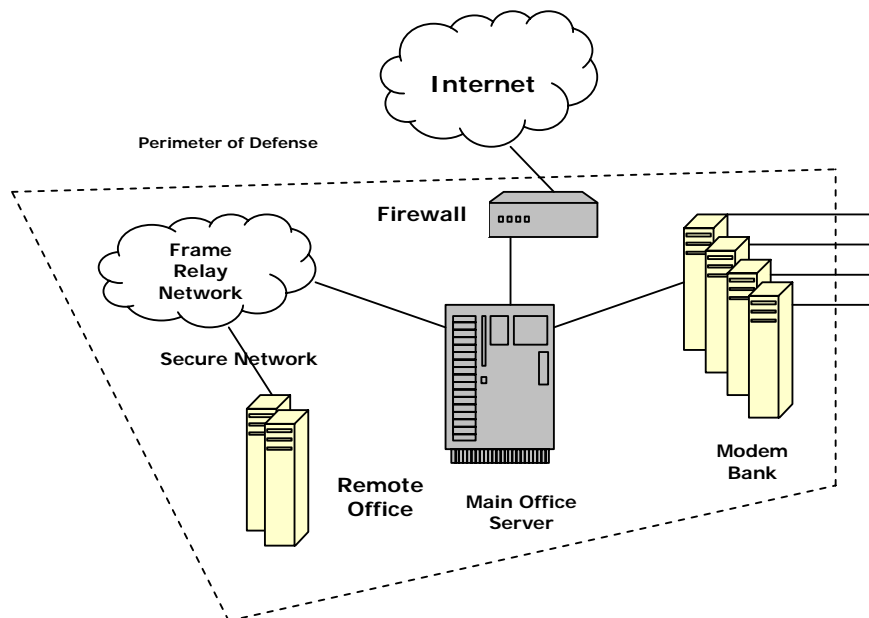 Internet
Perimeter of Defense
Firewall
Frame
Relay
Network
Secure Network
Remote
Office
Main Office
Server
Modem
Bank